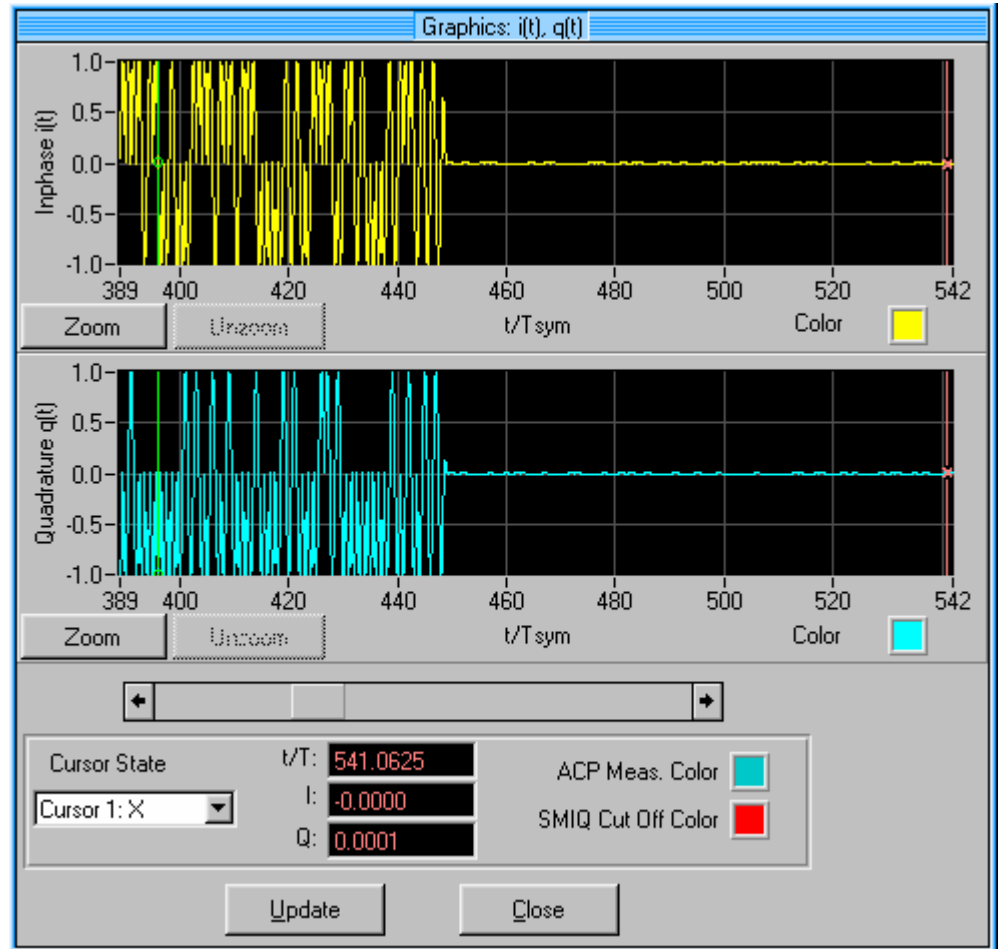 Graphics: i(t), q(t)
1.0
0.5
0.0
-0.5
-1.0
Inphase i(t)
389 400 420 440 460 480 500 520 542
Zoom Unzoom t/Tsym Color
1.0
0.5
0.0
-0.5
-1.0
Quadrature q(t)
389 400 420 440 460 480 500 520 542
Zoom Unzoom t/Tsym Color
Cursor State
Cursor 1: X
t/T: 541.0625
I: -0.0000
Q: 0.0001
ACP Meas. Color
SMIQ Cut Off Color
Update Close